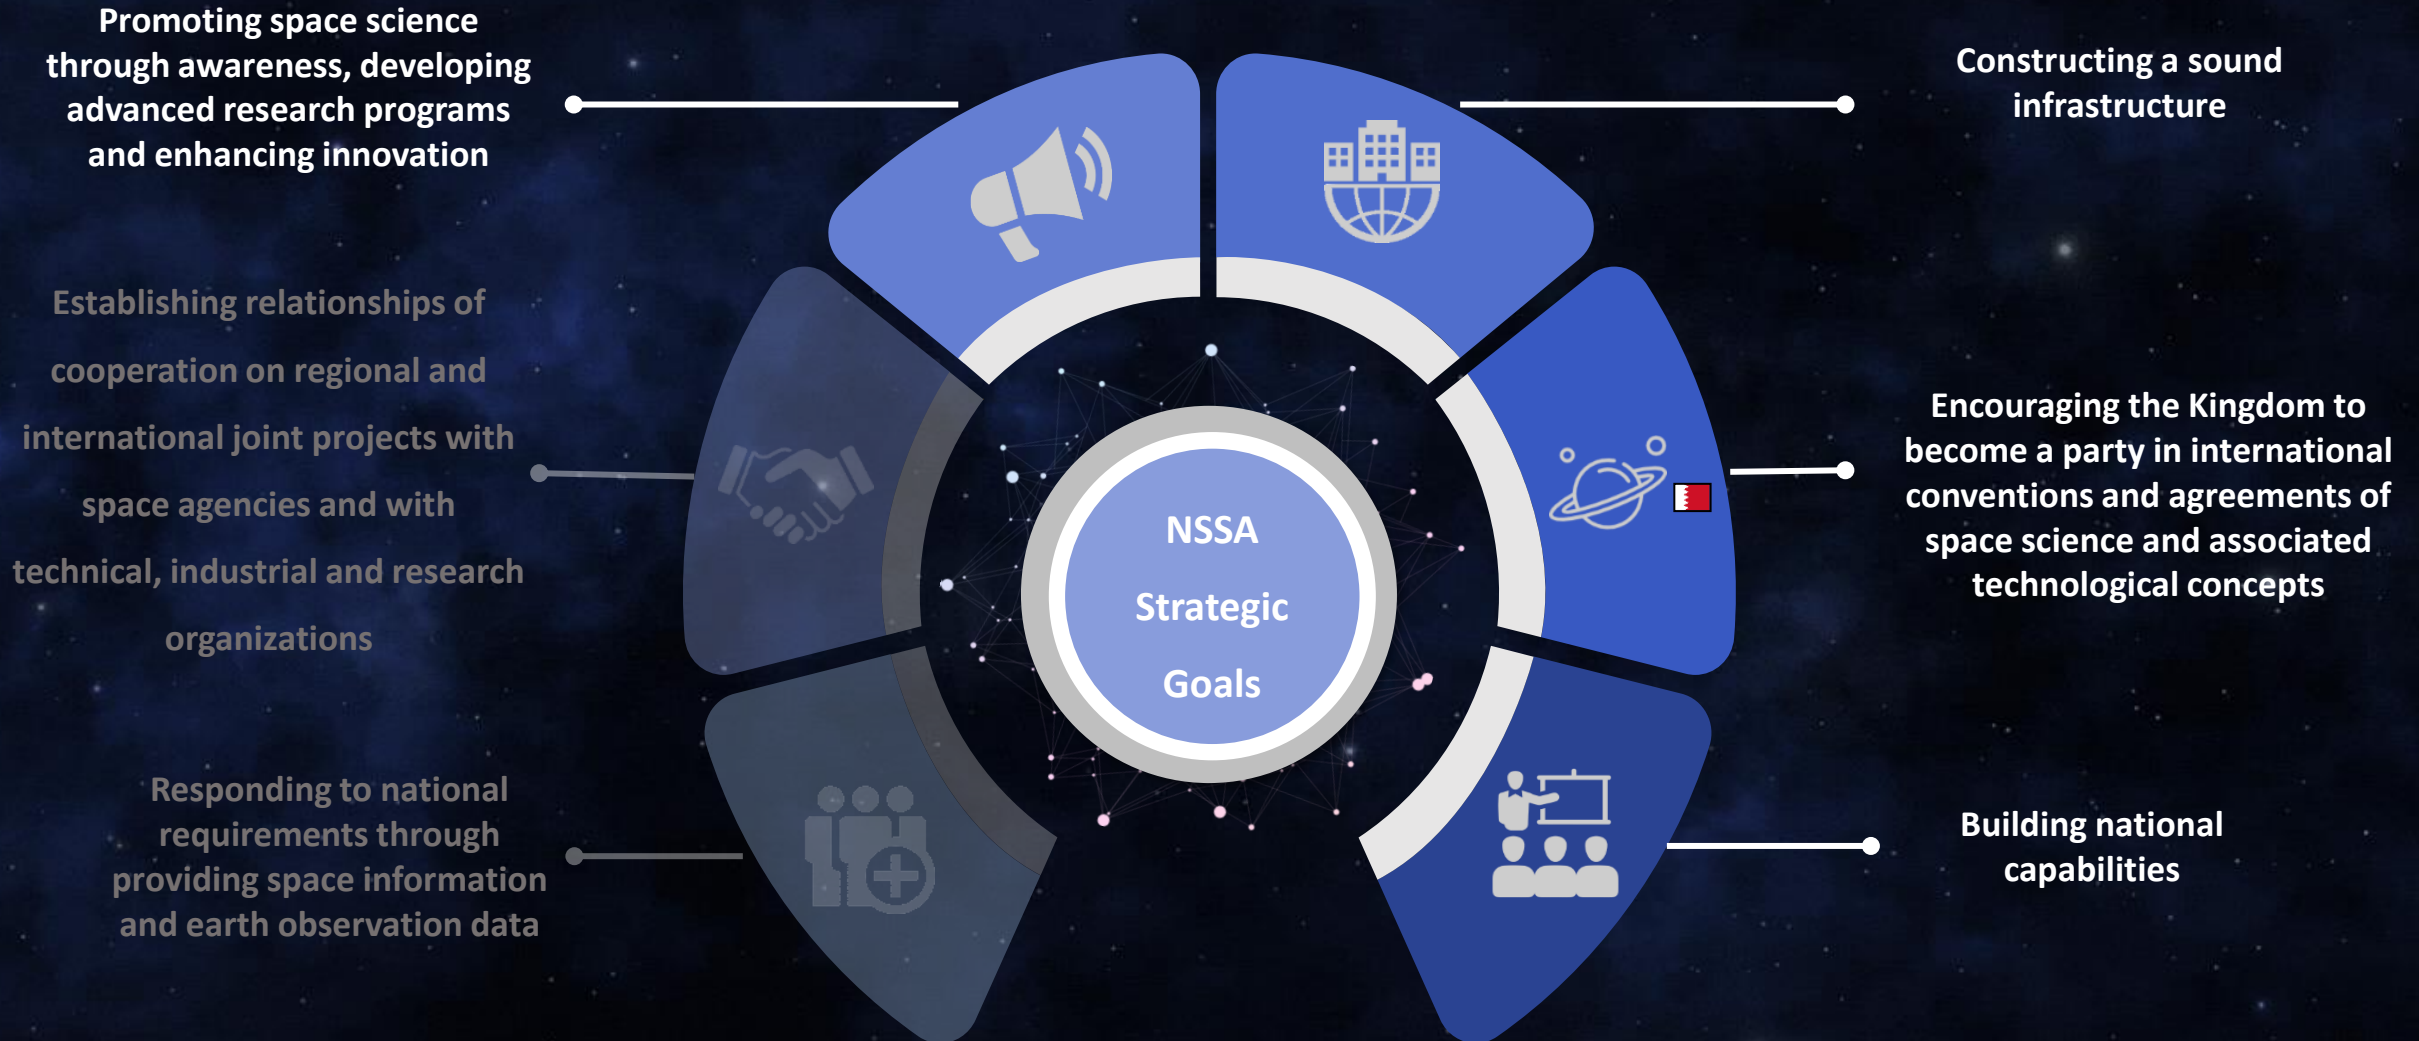 Promoting space science
through awareness, developing
advanced research programs
and enhancing innovation
Establishing relationships of
cooperation on regional and
international joint projects with
space agencies and with
technical, industrial and research
organizations
Responding to national
requirements through
providing space information
and earth observation data
NSSA
Strategic
Goals
Constructing a sound
infrastructure
Encouraging the Kingdom to
become a party in international
conventions and agreements of
space science and associated
technological concepts
Building national
capabilities